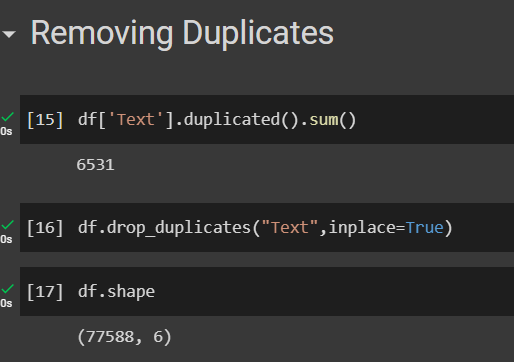 Removing Duplicates
0s
[15] df['Text'].duplicated().sum()
6531
0s
[16] df.drop_duplicates("Text",inplace=True)
0s
[17] df.shape
(77588, 6)